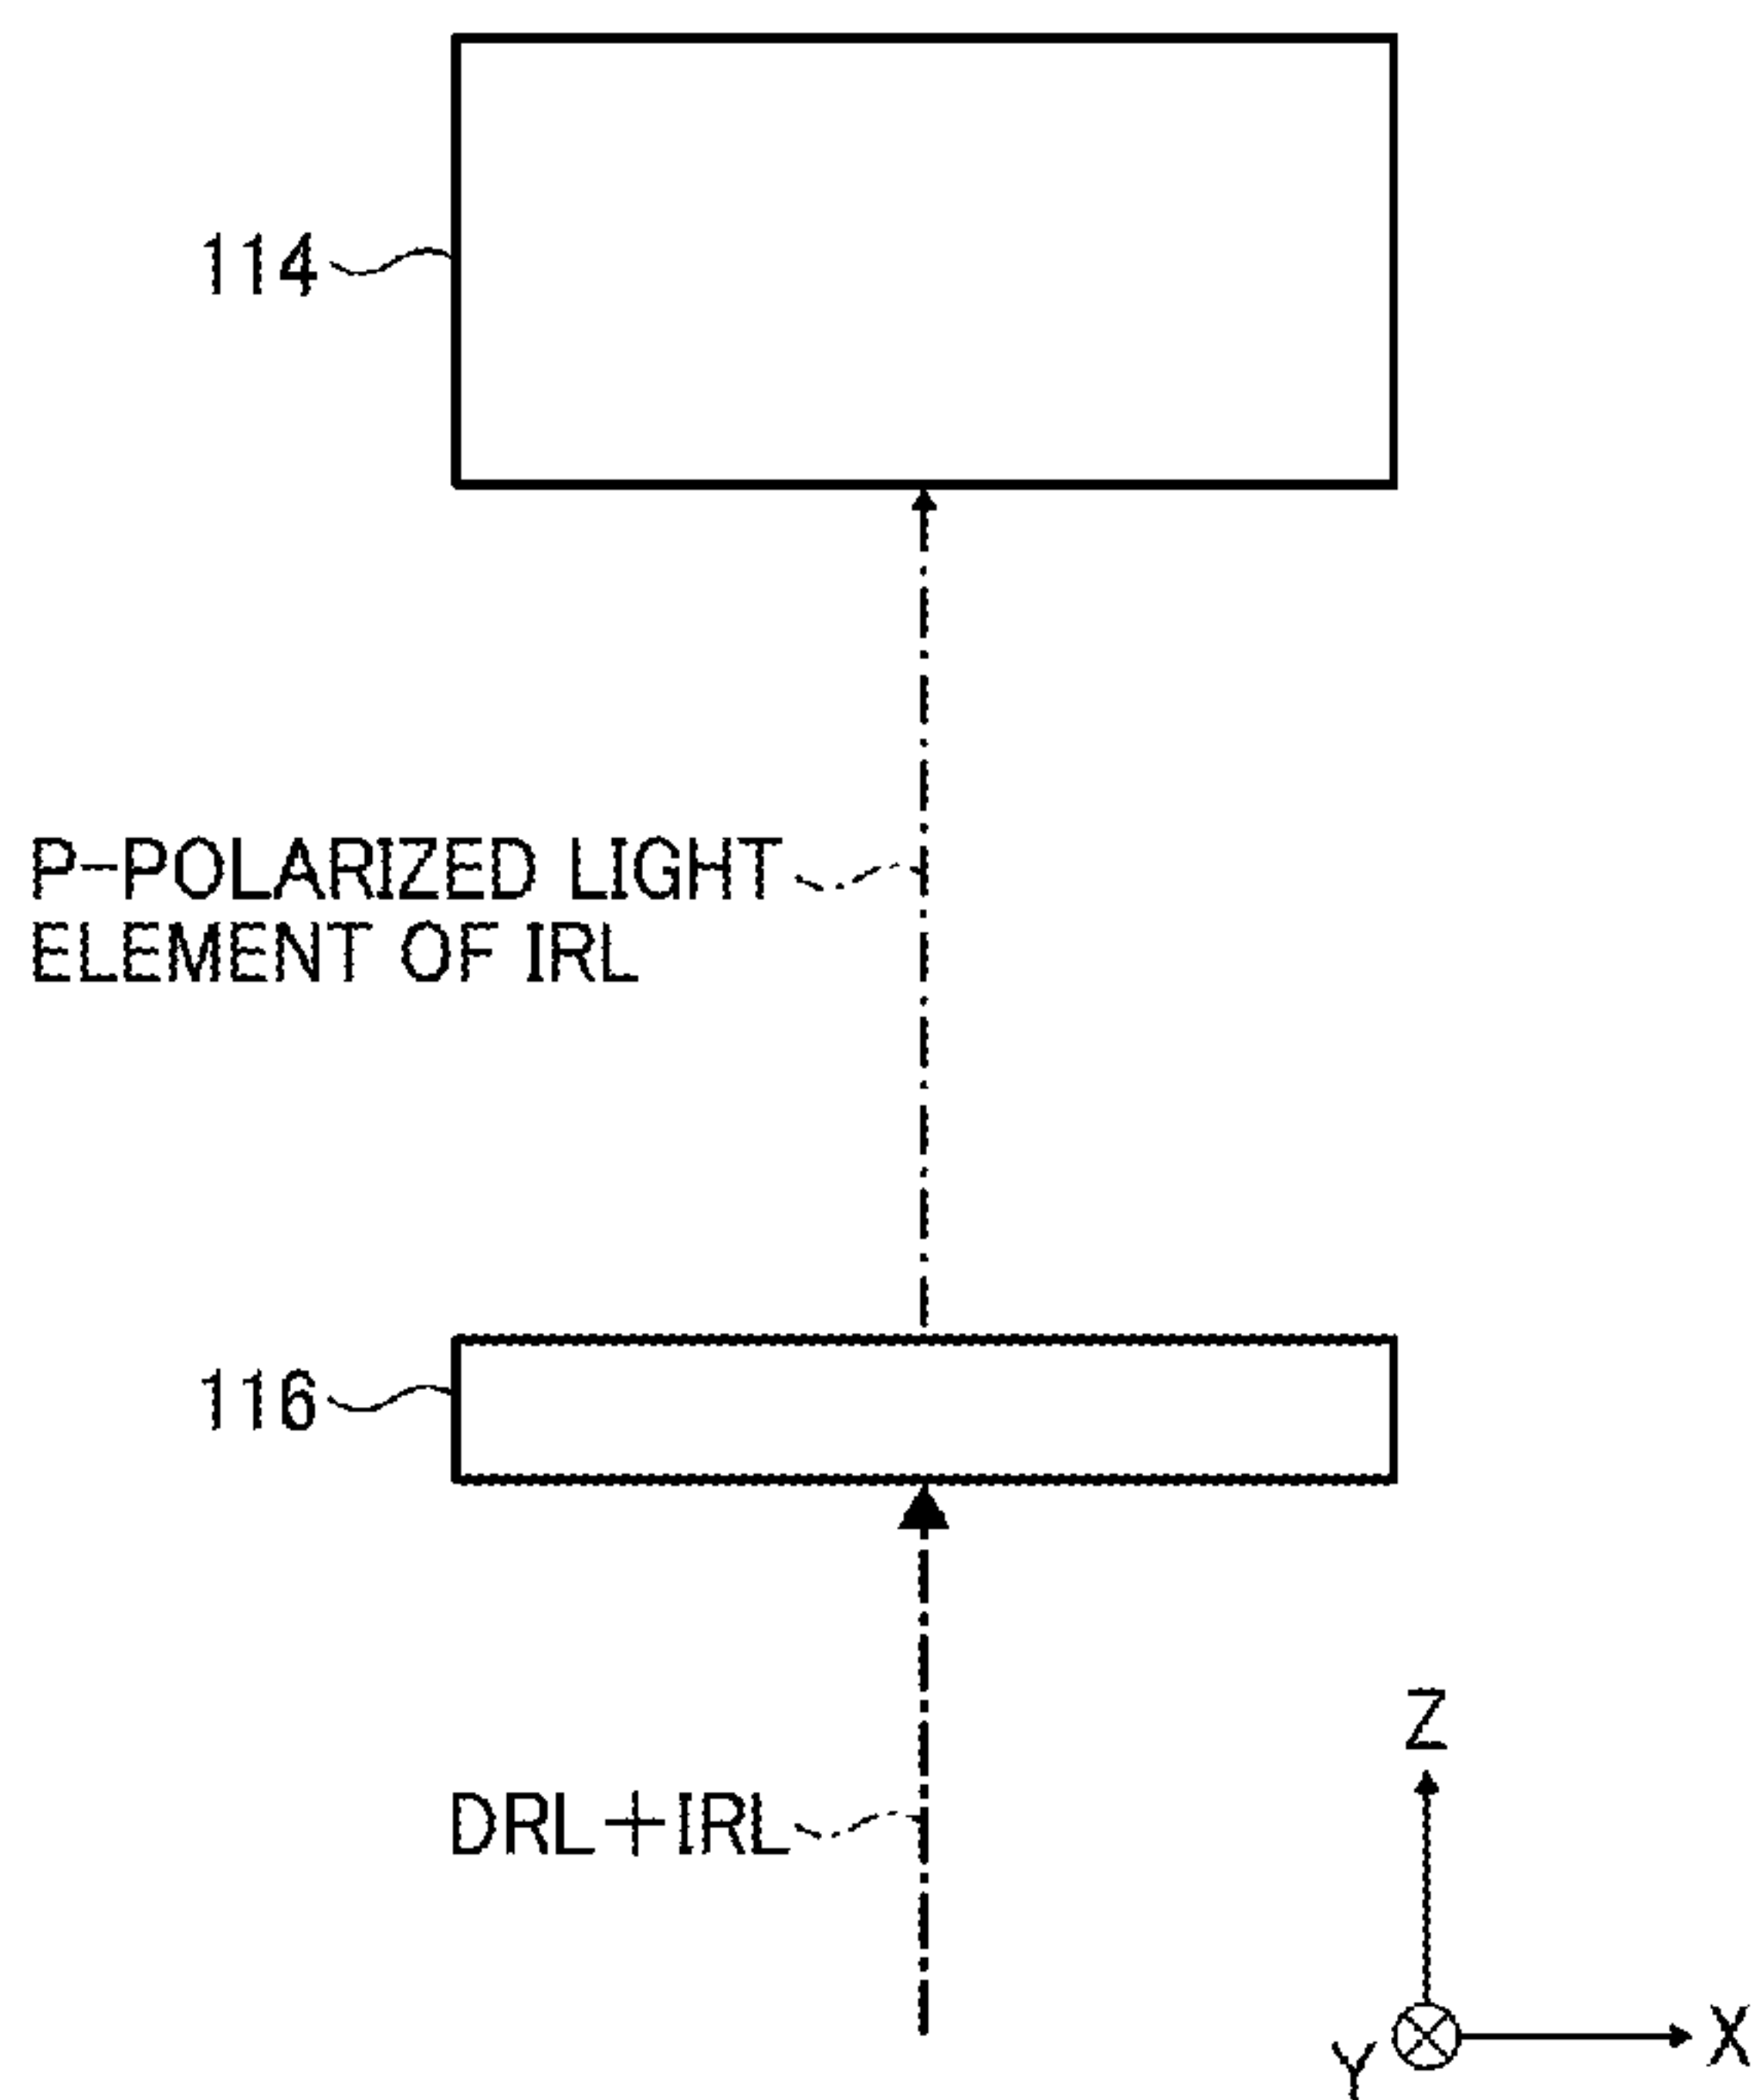 114
P-POLARIZED LIGHT
ELEMENT OF IRL
116
DRL+IRL
Z
X
Y